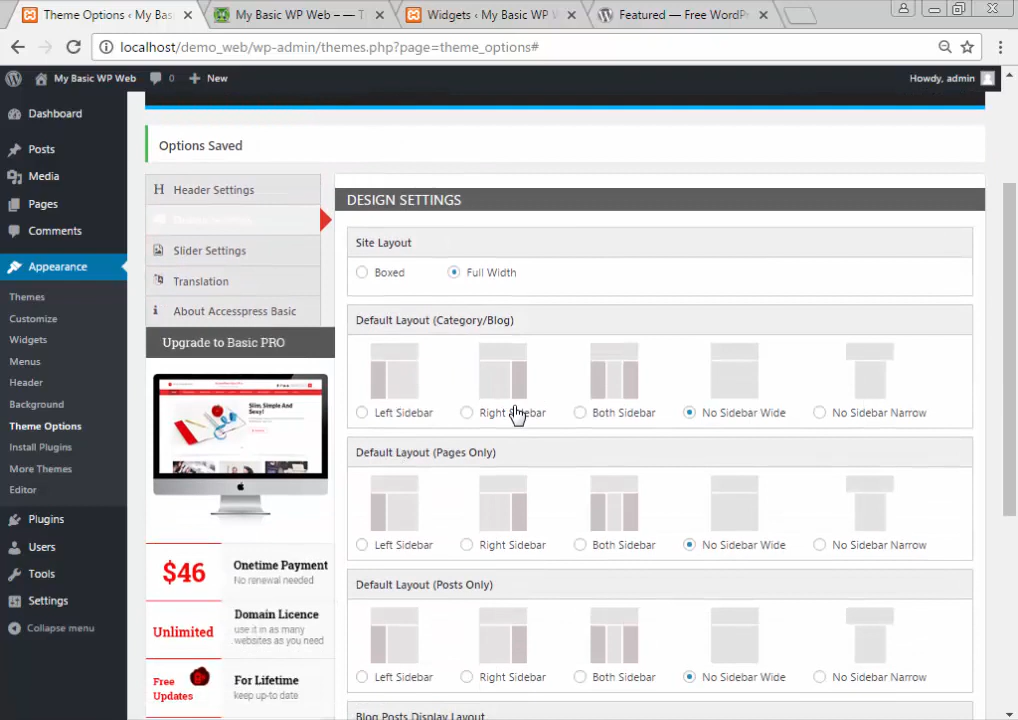 Theme Options ‹ My Bas
My Basic WP Web – — T
Widgets ‹ My Basic WP W
Featured — Free WordPr
localhost/demo_web/wp-admin/themes.php?page=theme_options#
My Basic WP Web
0
New
Howdy, admin
Dashboard
Posts
Media
Pages
Comments
Appearance
Themes
Customize
Widgets
Menus
Header
Background
Theme Options
Install Plugins
More Themes
Editor
Plugins
Users
Tools
Settings
Collapse menu
Options Saved
H Header Settings
Slider Settings
Translation
i About Accesspress Basic
Upgrade to Basic PRO
Slim, Simple And
Sexy!
$46
Onetime Payment
No renewal needed
Unlimited
Domain Licence
use it in as many
websites as you need
Free
Updates
For Lifetime
keep up-to date
DESIGN SETTINGS
Site Layout
Boxed
Full Width
Default Layout (Category/Blog)
Left Sidebar
Right Sidebar
Both Sidebar
No Sidebar Wide
No Sidebar Narrow
Default Layout (Pages Only)
Left Sidebar
Right Sidebar
Both Sidebar
No Sidebar Wide
No Sidebar Narrow
Default Layout (Posts Only)
Left Sidebar
Right Sidebar
Both Sidebar
No Sidebar Wide
No Sidebar Narrow
Blog Posts Display Layout